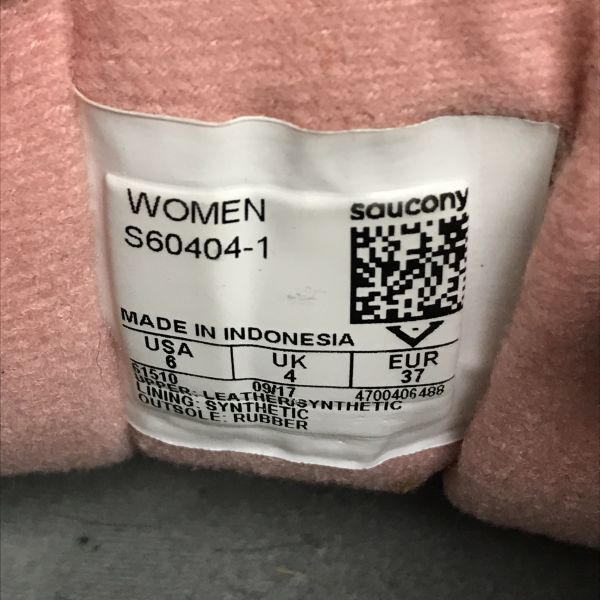 WOMEN
saucony
S60404-1
MADE IN INDONESIA
USA UK EUR
6 4 37
S1510 09/17 4700406488
UPPER: LEATHER/SYNTHETIC
LINING: SYNTHETIC
OUTSOLE: RUBBER